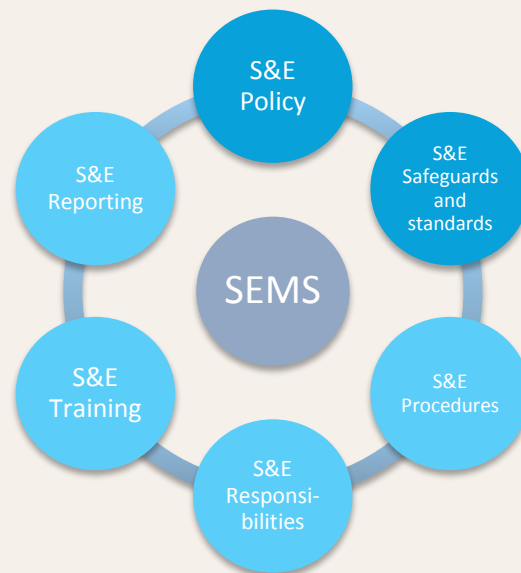 S&E
Policy
S&E
Safeguards
and
standards
S&E
Procedures
S&E
Responsi-
bilities
S&E
Training
S&E
Reporting
SEMS